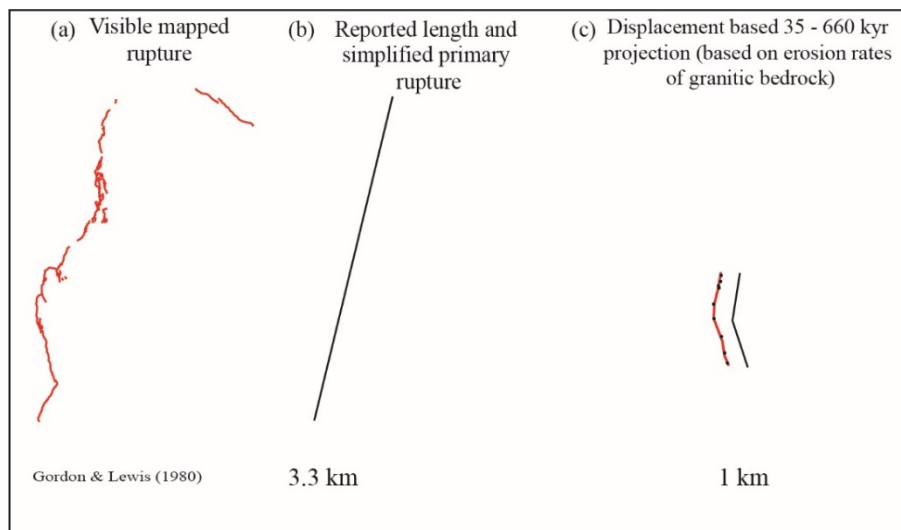 (a) Visible mapped
rupture
(b) Reported length and
simplified primary
rupture
(c) Displacement based 35 - 660 kyr
projection (based on erosion rates
of granitic bedrock)
Gordon & Lewis (1980)
3.3 km
1 km